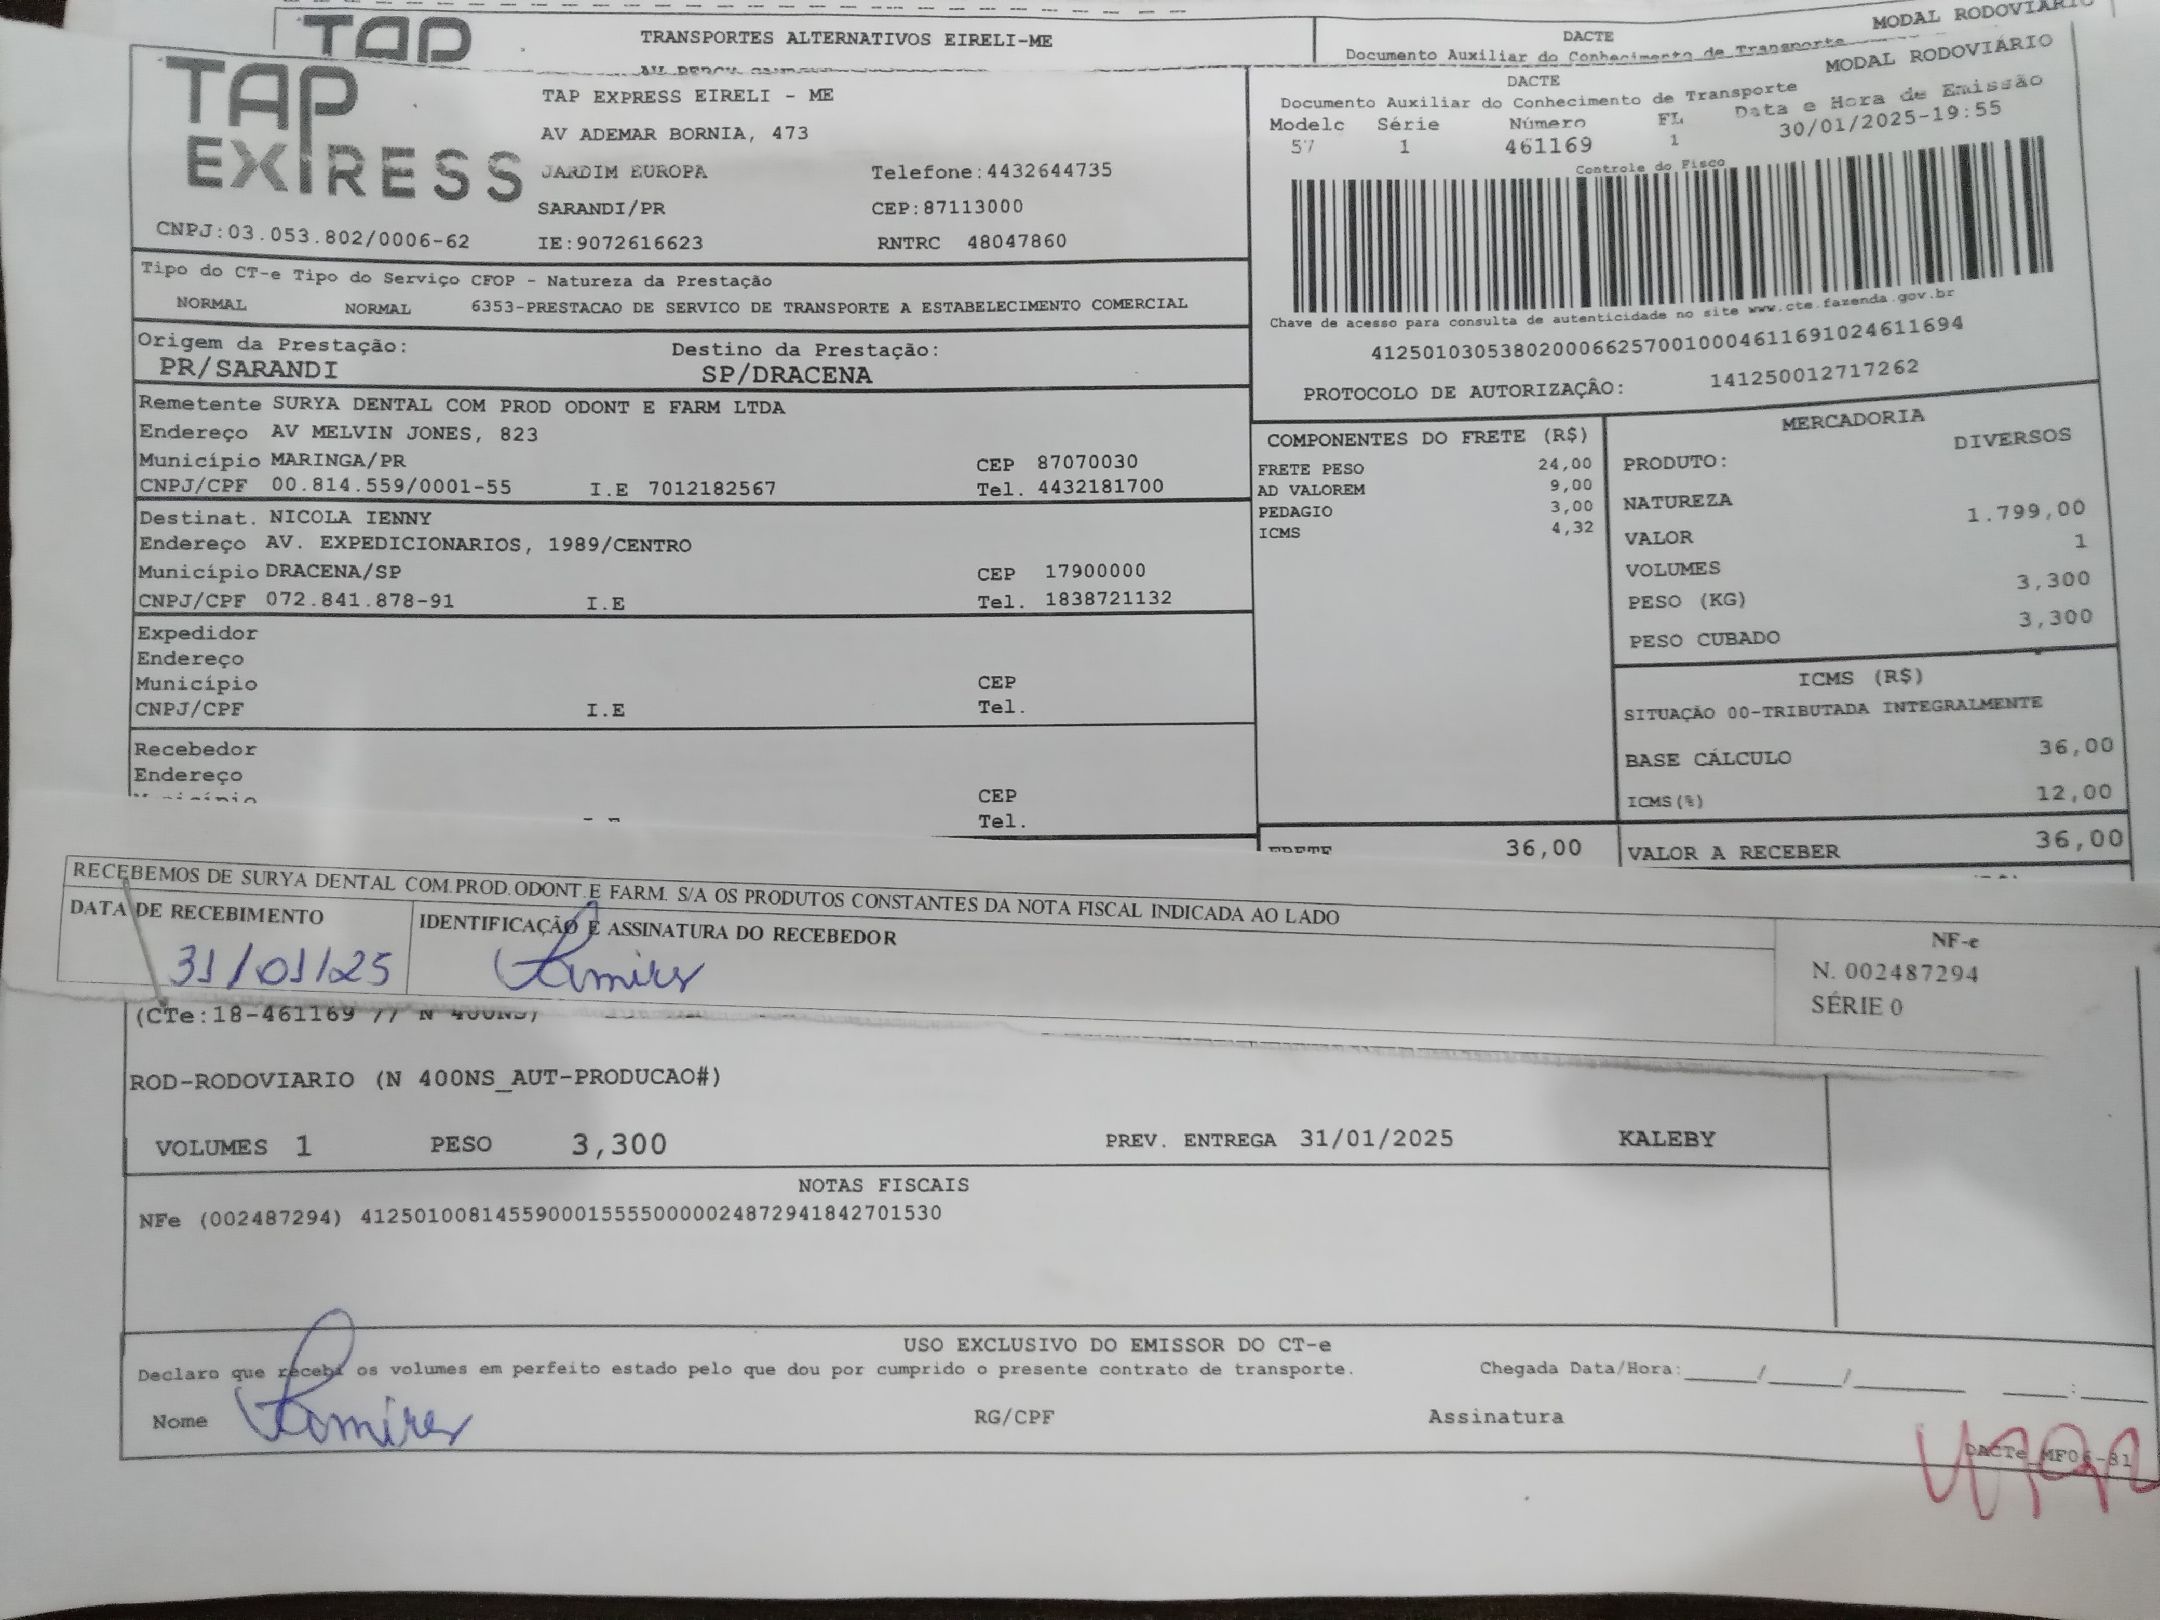 TAP
TRANSPORTES ALTERNATIVOS EIRELI-ME
DACTE
Documento Auxiliar do Conhecimento de Transporte
MODAL RODOVIÁRIO
TAP EXPRESS
TAP EXPRESS EIRELI - ME
AV ADEMAR BORNIA, 473
JARDIM EUROPA
Telefone:4432644735
SARANDI/PR
CEP:87113000
CNPJ:03.053.802/0006-62
IE:9072616623
RNTRC 48047860
DACTE
MODAL RODOVIÁRIO
Documento Auxiliar do Conhecimento de Transporte
Modelo Série Número FL Data e Hora de Emissão
57 1 461169 1 30/01/2025-19:55
Controle do Fisco
Chave de acesso para consulta de autenticidade no site www.cte.fazenda.gov.br
41250103053802000662570010004611691024611694
PROTOCOLO DE AUTORIZAÇÃO: 141250012717262
Tipo do CT-e Tipo do Serviço CFOP - Natureza da Prestação
NORMAL NORMAL 6353-PRESTACAO DE SERVICO DE TRANSPORTE A ESTABELECIMENTO COMERCIAL
Origem da Prestação: Destino da Prestação:
PR/SARANDI SP/DRACENA
Remetente SURYA DENTAL COM PROD ODONT E FARM LTDA
Endereço AV MELVIN JONES, 823
Município MARINGA/PR CEP 87070030
CNPJ/CPF 00.814.559/0001-55 I.E 7012182567 Tel. 4432181700
Destinat. NICOLA IENNY
Endereço AV. EXPEDICIONARIOS, 1989/CENTRO
Município DRACENA/SP CEP 17900000
CNPJ/CPF 072.841.878-91 I.E Tel. 1838721132
Expedidor
Endereço
Município CEP
CNPJ/CPF I.E Tel.
Recebedor
Endereço
CEP
Tel.
COMPONENTES DO FRETE (R$)
FRETE PESO 24,00
AD VALOREM 9,00
PEDAGIO 3,00
ICMS 4,32
MERCADORIA
PRODUTO: DIVERSOS
NATUREZA
VALOR 1.799,00
VOLUMES 1
PESO (KG) 3,300
PESO CUBADO 3,300
ICMS (R$)
SITUAÇÃO 00-TRIBUTADA INTEGRALMENTE
BASE CÁLCULO 36,00
ICMS(%) 12,00
FRETE 36,00
VALOR A RECEBER 36,00
RECEBEMOS DE SURYA DENTAL COM.PROD.ODONT.E FARM. S/A OS PRODUTOS CONSTANTES DA NOTA FISCAL INDICADA AO LADO
DATA DE RECEBIMENTO
31/01/25
IDENTIFICAÇÃO E ASSINATURA DO RECEBEDOR
Ramires
NF-e
N. 002487294
SÉRIE 0
(CTe:18-461169 // N 400NS)
ROD-RODOVIARIO (N 400NS_AUT-PRODUCAO#)
VOLUMES 1 PESO 3,300 PREV. ENTREGA 31/01/2025 KALEBY
NOTAS FISCAIS
NFe (002487294) 41250100814559000155550000024872941842701530
USO EXCLUSIVO DO EMISSOR DO CT-e
Declaro que recebi os volumes em perfeito estado pelo que dou por cumprido o presente contrato de transporte. Chegada Data/Hora:____/____/______ ____:____
Nome Ramires RG/CPF Assinatura
DACTe_MF06-81